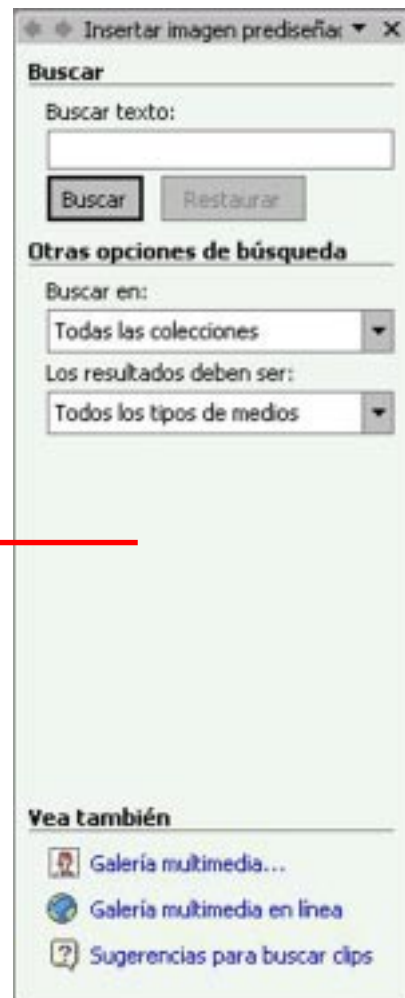 Insertar imagen prediseñar
Buscar
Buscar texto:
Buscar
Restaurar
Otras opciones de búsqueda
Buscar en:
Todas las colecciones
Los resultados deben ser:
Todos los tipos de medios
Vea también
Galería multimedia...
Galería multimedia en línea
Sugerencias para buscar clips